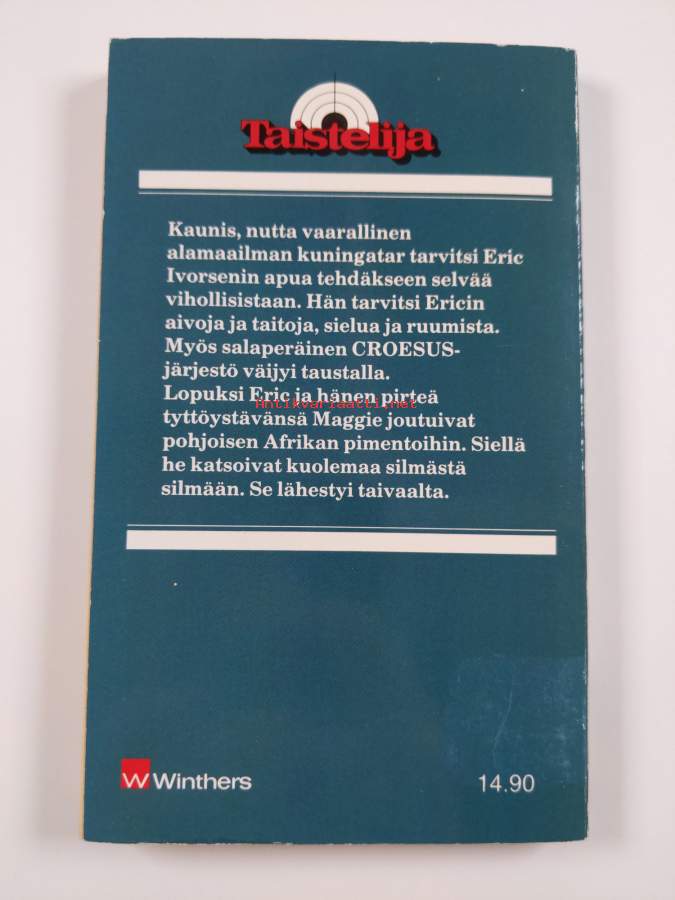 Taistelija
Kaunis, nutta vaarallinen
alamaailman kuningatar tarvitsi Eric
Ivorsenin apua tehdäkseen selvää
vihollisistaan. Hän tarvitsi Ericin
aivoja ja taitoja, sielua ja ruumista.
Myös salaperäinen CROESUS-
järjestö väijyi taustalla.
Lopuksi Eric ja hänen pirteä
Antikvariaatti.net
tyttöystävänsä Maggie joutuivat
pohjoisen Afrikan pimentoihin. Siellä
he katsoivat kuolemaa silmästä
silmään. Se lähestyi taivaalta.
W Winthers
14.90